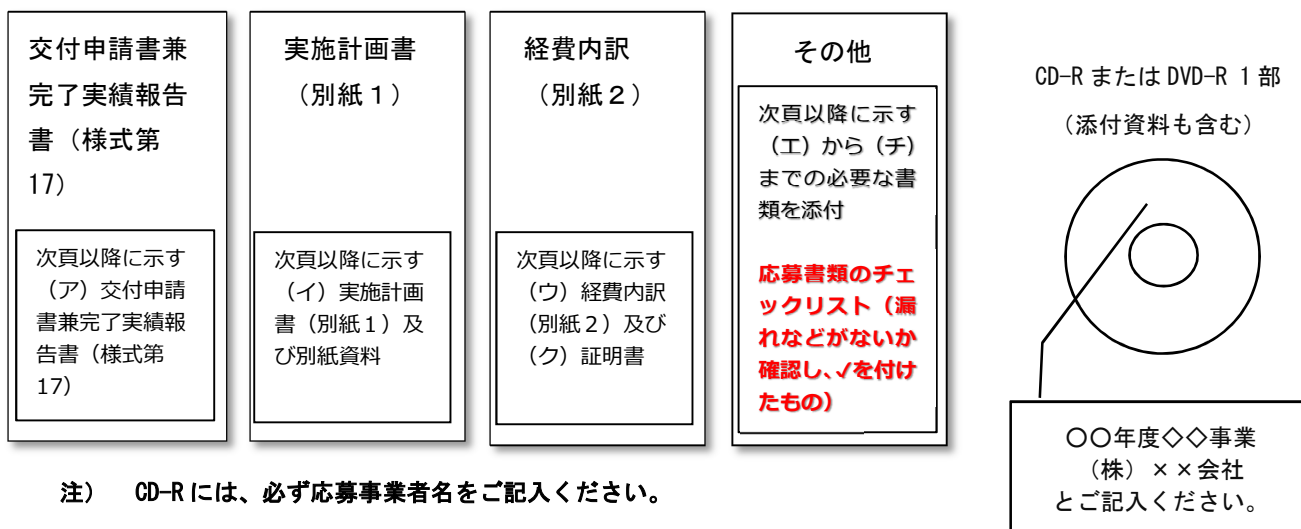 交付申請書兼
完了実績報告
書（様式第
17）
次頁以降に示す
（ア）交付申請
書兼完了実績報
告書（様式第
17）
実施計画書
（別紙１）
次頁以降に示す
（イ）実施計画
書（別紙１）及
び別紙資料
経費内訳
（別紙２）
次頁以降に示す
（ウ）経費内訳
（別紙２）及び
（ク）証明書
その他
次頁以降に示す
（エ）から（チ）
までの必要な書
類を添付
応募書類のチェ
ックリスト（漏
れなどがないか
確認し、✓を付け
たもの）
CD-R または DVD-R 1 部
（添付資料も含む）
〇〇年度◇◇事業
（株）××会社
とご記入ください。
注） CD-R には、必ず応募事業者名をご記入ください。